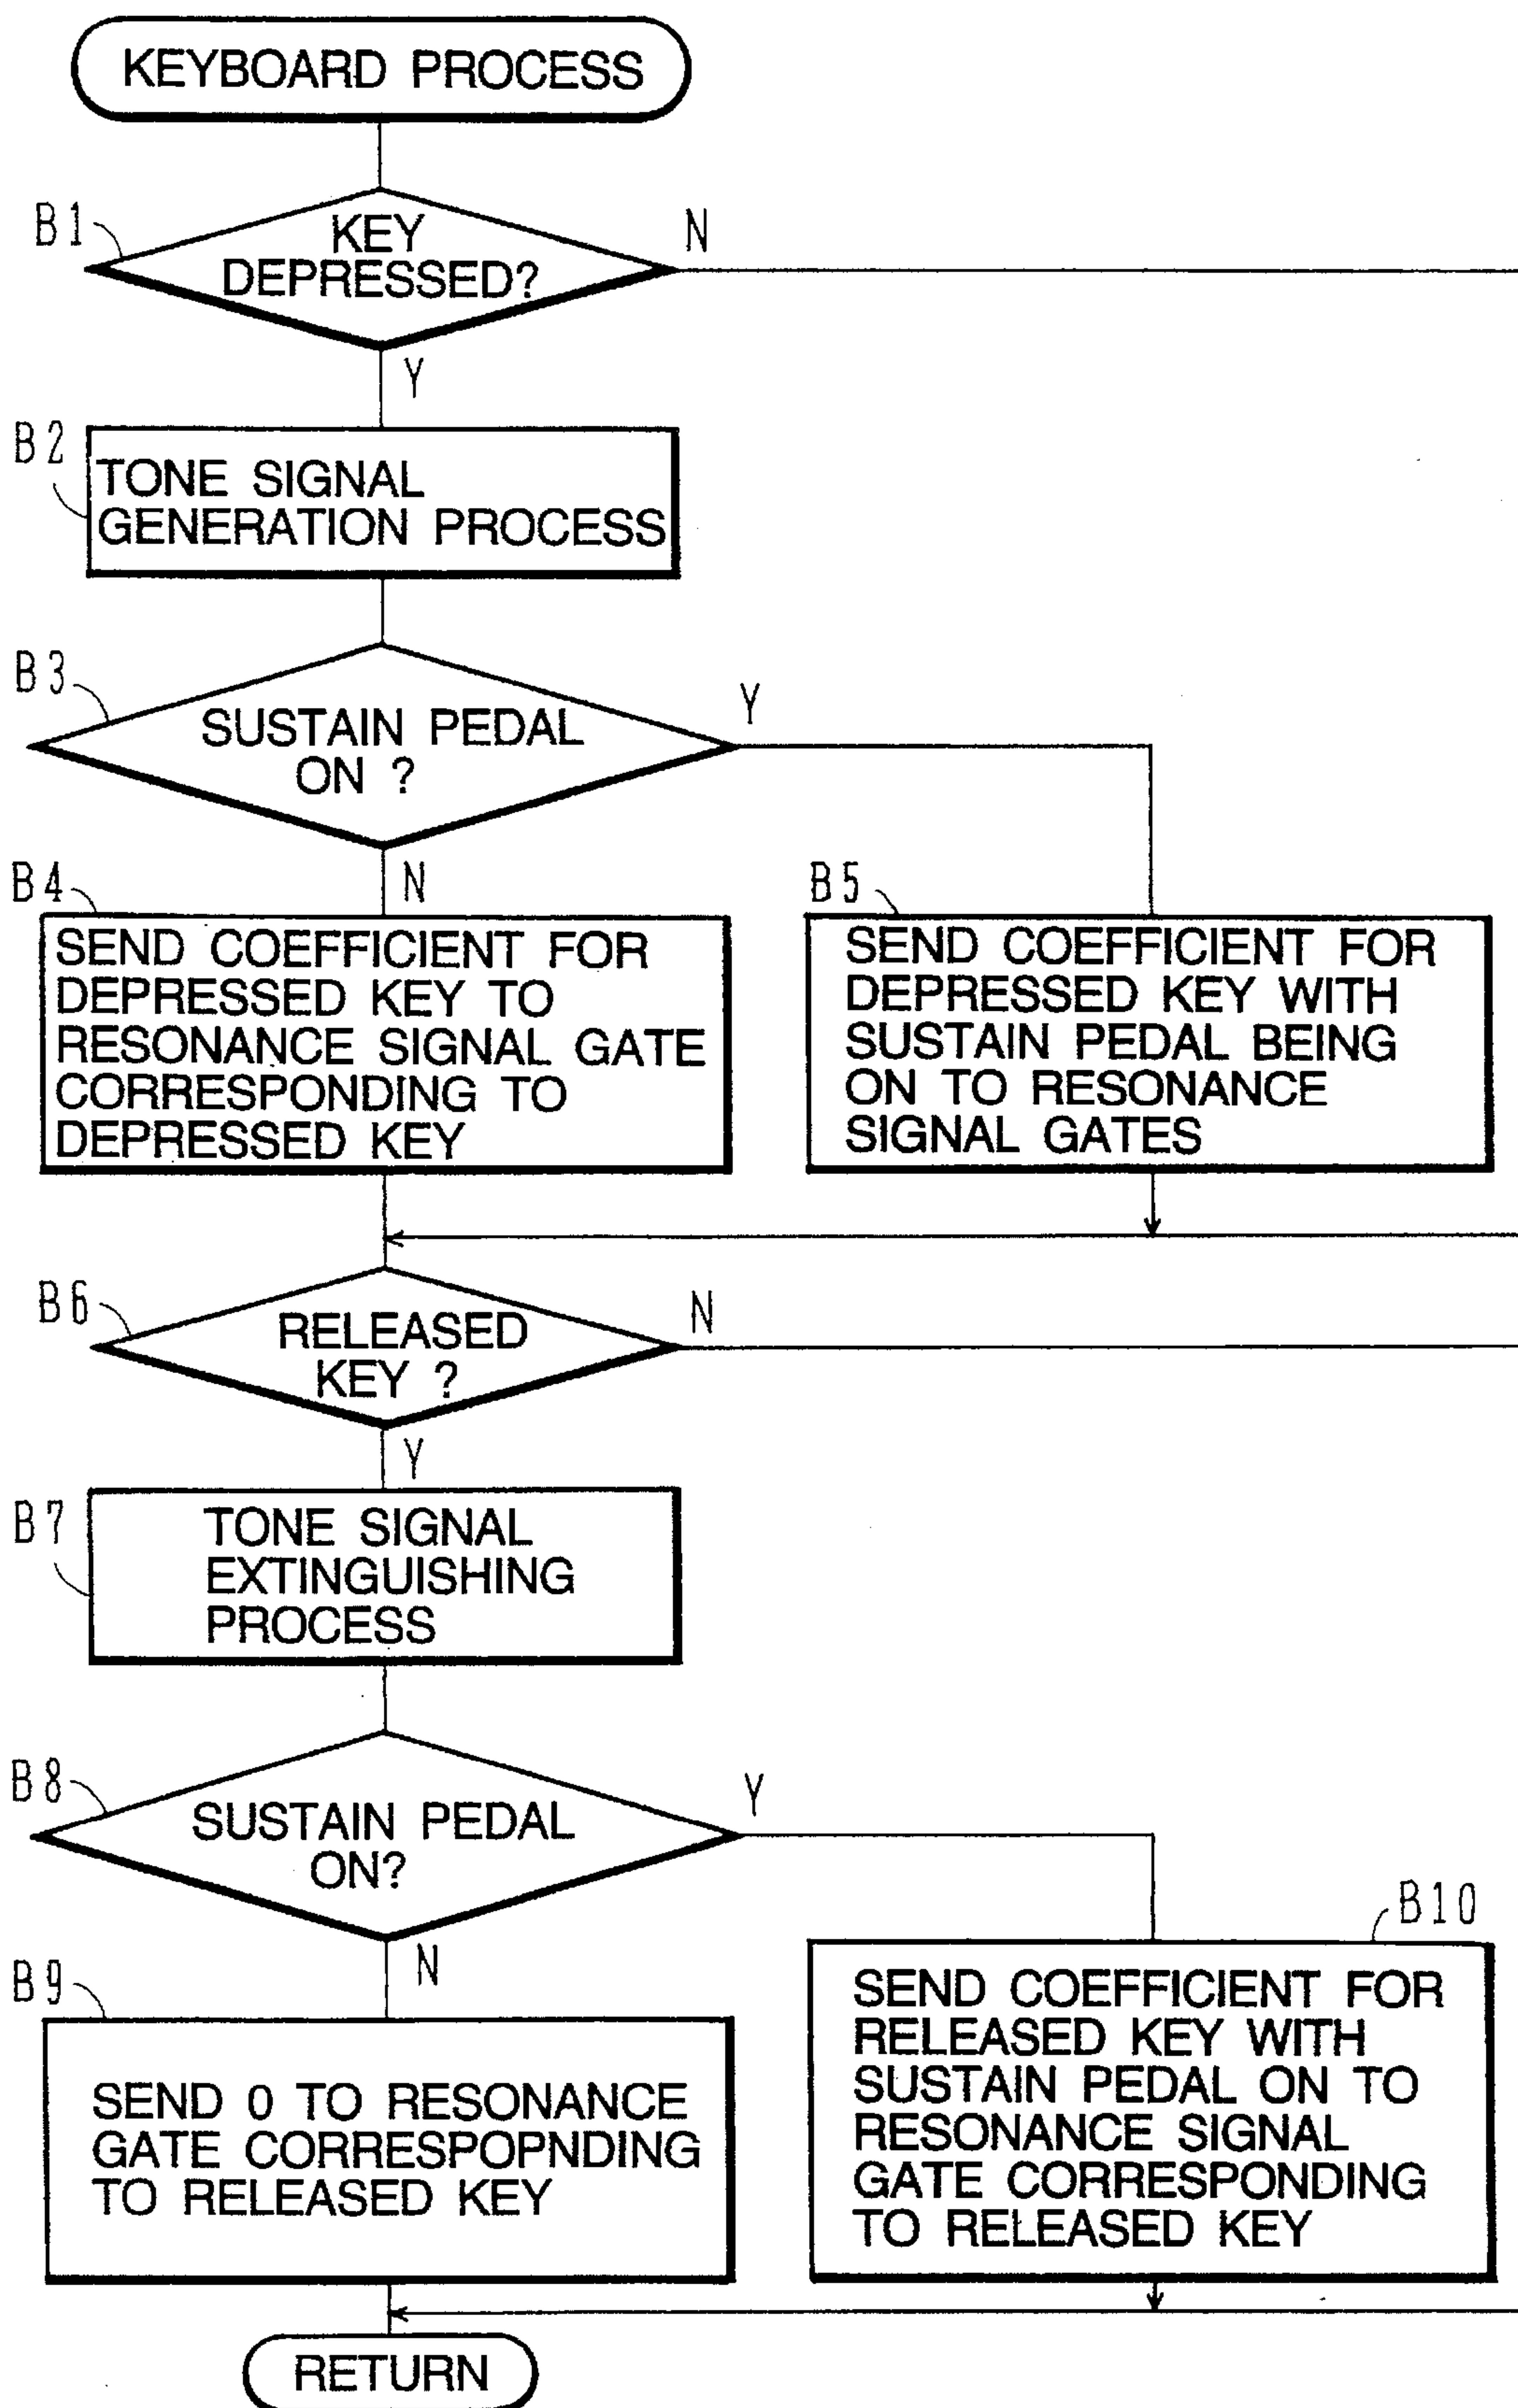 KEYBOARD PROCESS
B1
KEY
DEPRESSED?
N
Y
B2
TONE SIGNAL
GENERATION PROCESS
B3
SUSTAIN PEDAL
ON ?
Y
N
B4
SEND COEFFICIENT FOR
DEPRESSED KEY TO
RESONANCE SIGNAL GATE
CORRESPONDING TO
DEPRESSED KEY
B5
SEND COEFFICIENT FOR
DEPRESSED KEY WITH
SUSTAIN PEDAL BEING
ON TO RESONANCE
SIGNAL GATES
B6
RELEASED
KEY ?
N
Y
B7
TONE SIGNAL
EXTINGUISHING
PROCESS
B8
SUSTAIN PEDAL
ON?
Y
N
B9
SEND 0 TO RESONANCE
GATE CORRESPOPNDING
TO RELEASED KEY
B10
SEND COEFFICIENT FOR
RELEASED KEY WITH
SUSTAIN PEDAL ON TO
RESONANCE SIGNAL
GATE CORRESPONDING
TO RELEASED KEY
RETURN